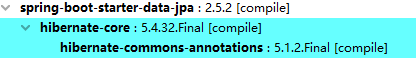 spring-boot-starter-data-jpa : 2.5.2 [compile]
hibernate-core : 5.4.32.Final [compile]
hibernate-commons-annotations : 5.1.2.Final [compile]